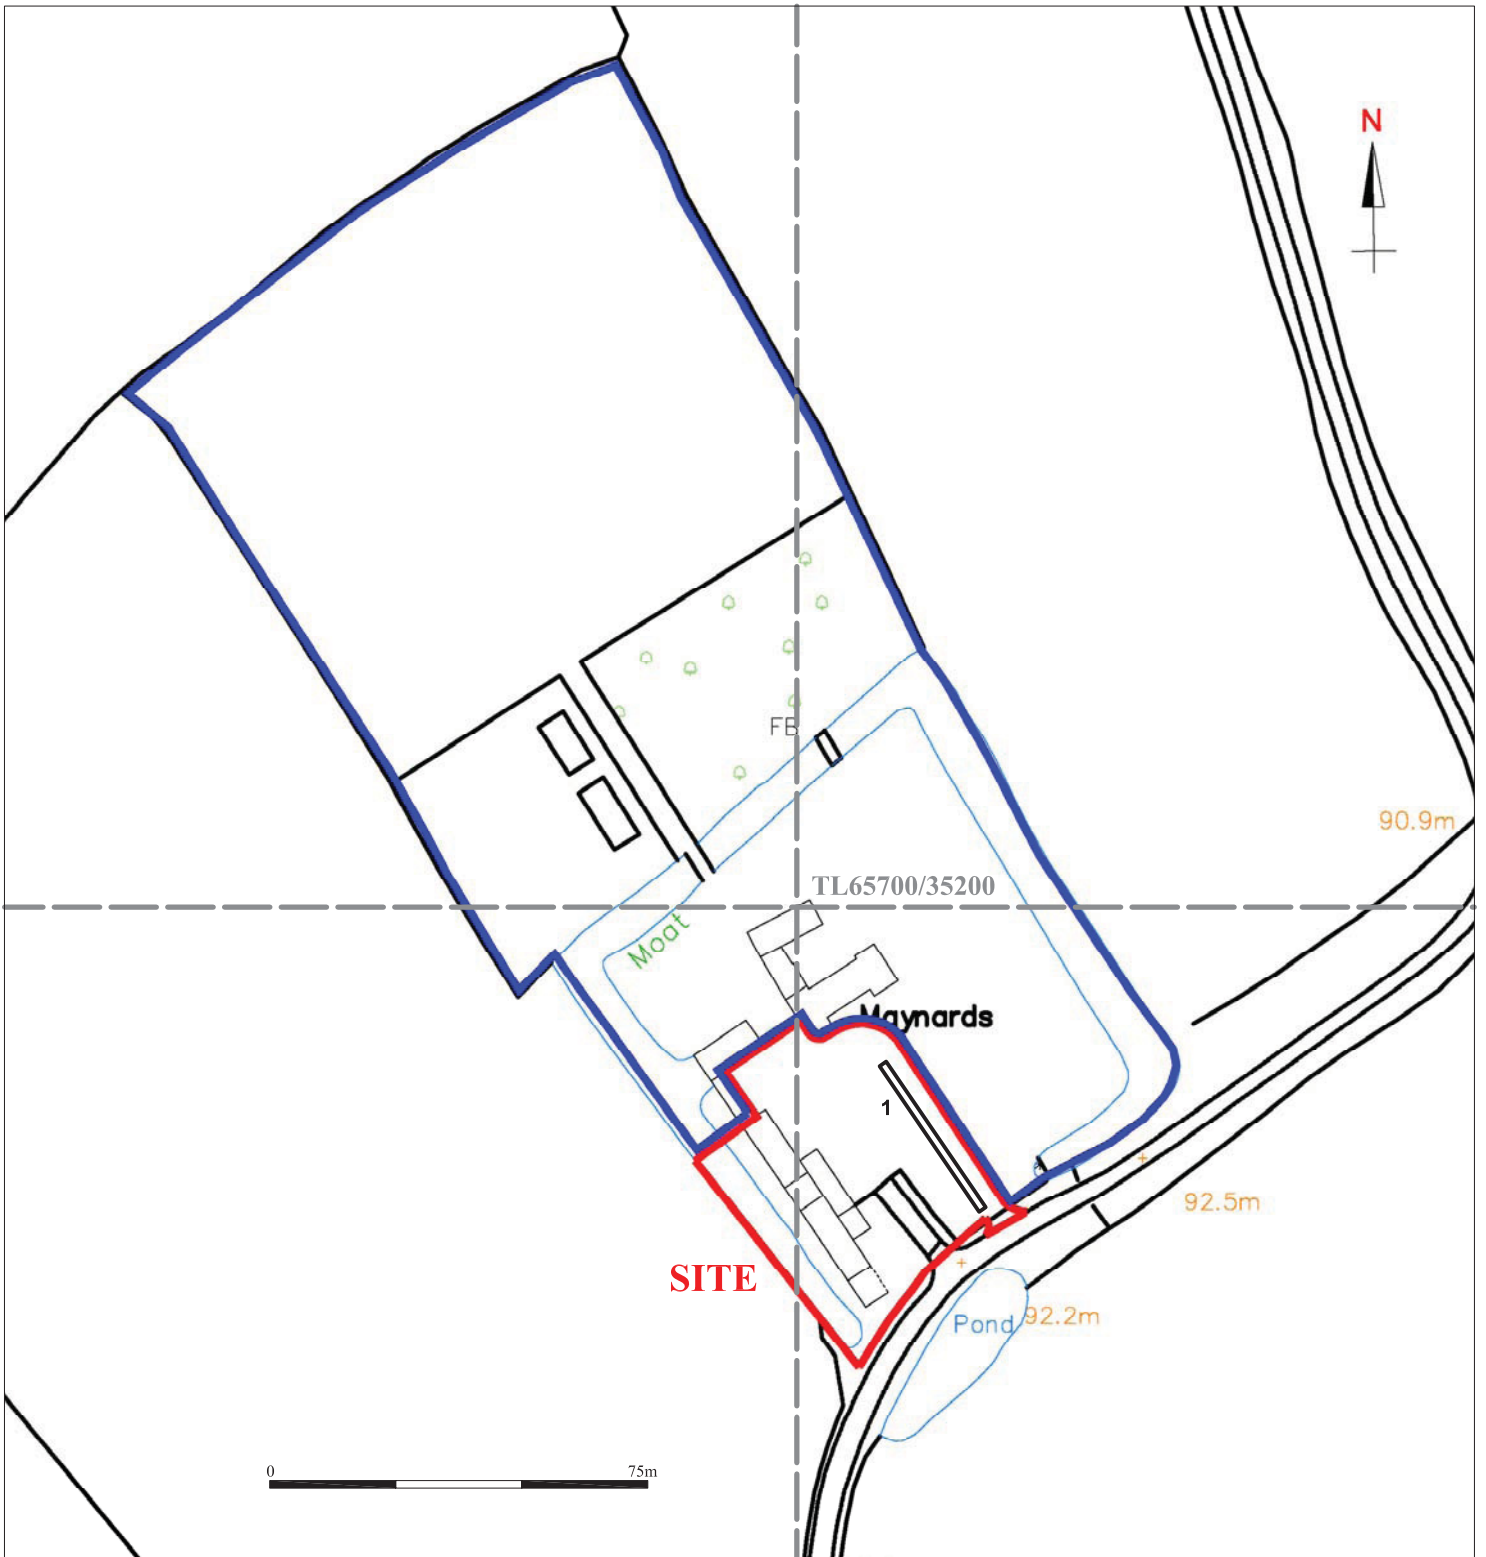 N
FB
90.9m
TL65700/35200
Moat
Maynards
1
92.5m
SITE
Pond
92.2m
0
75m